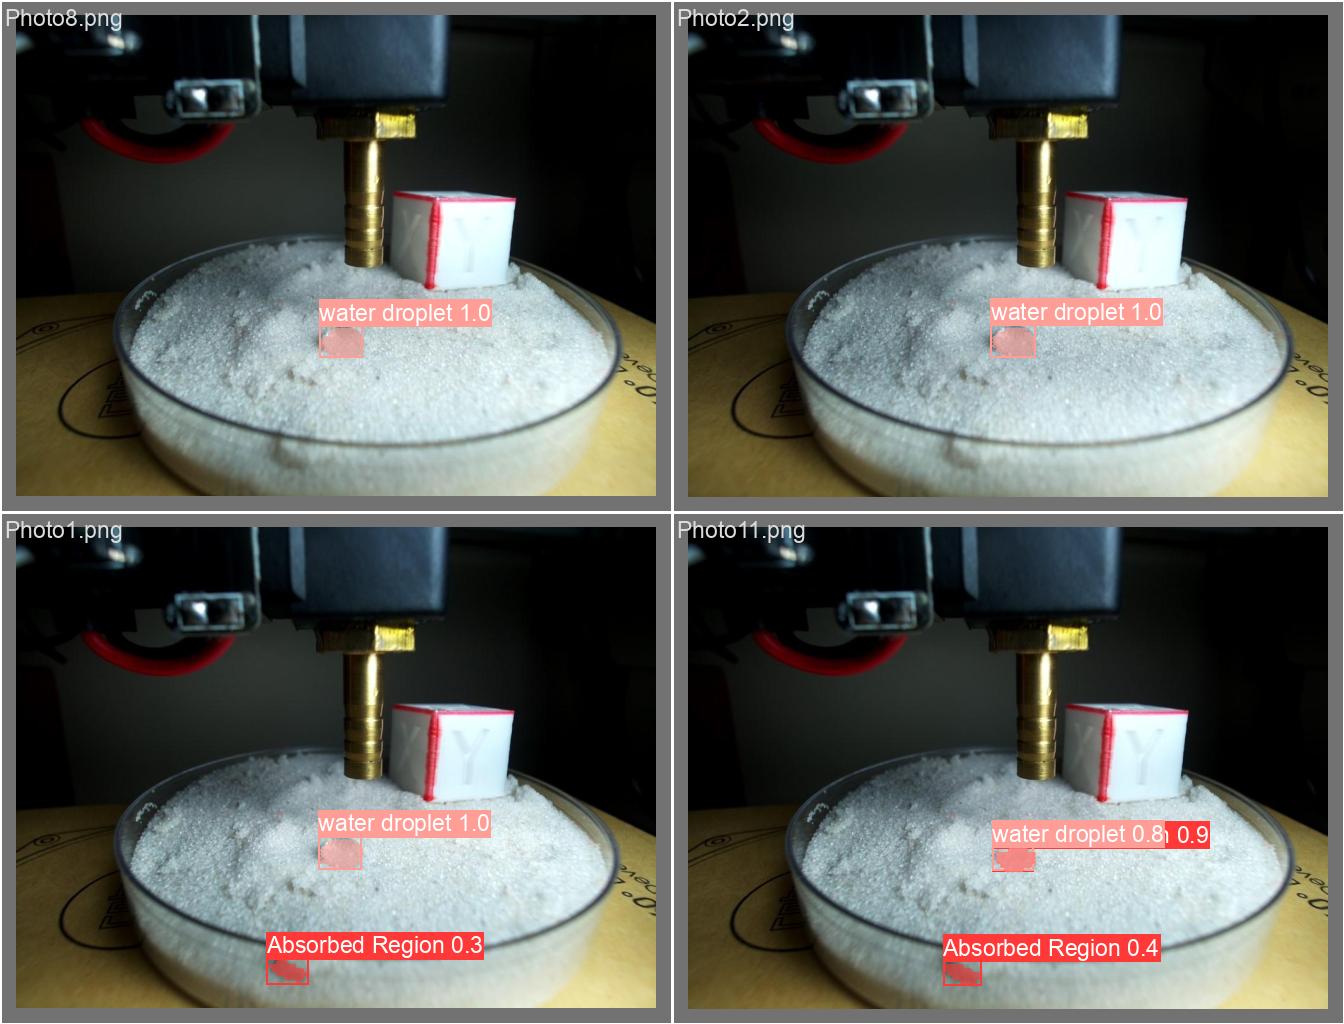 Photo8.png
water droplet 1.0
Y
Photo2.png
water droplet 1.0
Y
Photo1.png
X Y
water droplet 1.0
Absorbed Region 0.3
Photo11.png
X Y
water droplet 0.8
0.9
Absorbed Region 0.4